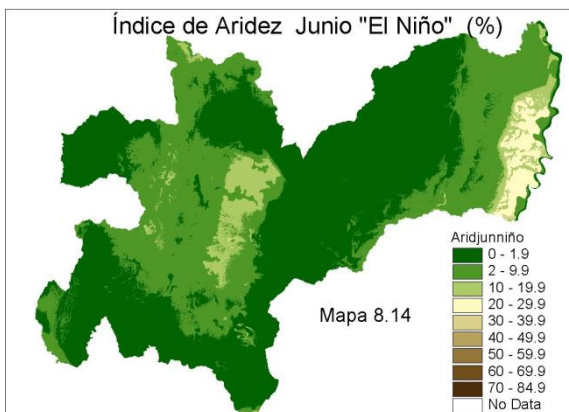 Índice de Aridez Junio "El Niño" (%)
Aridjunniño
0 - 1.9
2 - 9.9
10 - 19.9
20 - 29.9
30 - 39.9
40 - 49.9
50 - 59.9
60 - 69.9
70 - 84.9
No Data
Mapa 8.14